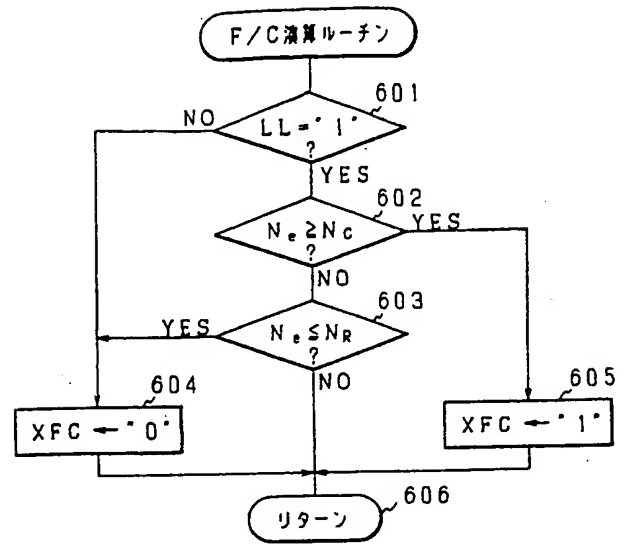 F/C演算ルーチン
601
LL="1"
?
NO
YES
602
Ne≧NC
?
YES
NO
603
Ne≦NR
?
YES
NO
604
XFC ← "0"
605
XFC ← "1"
リターン
606